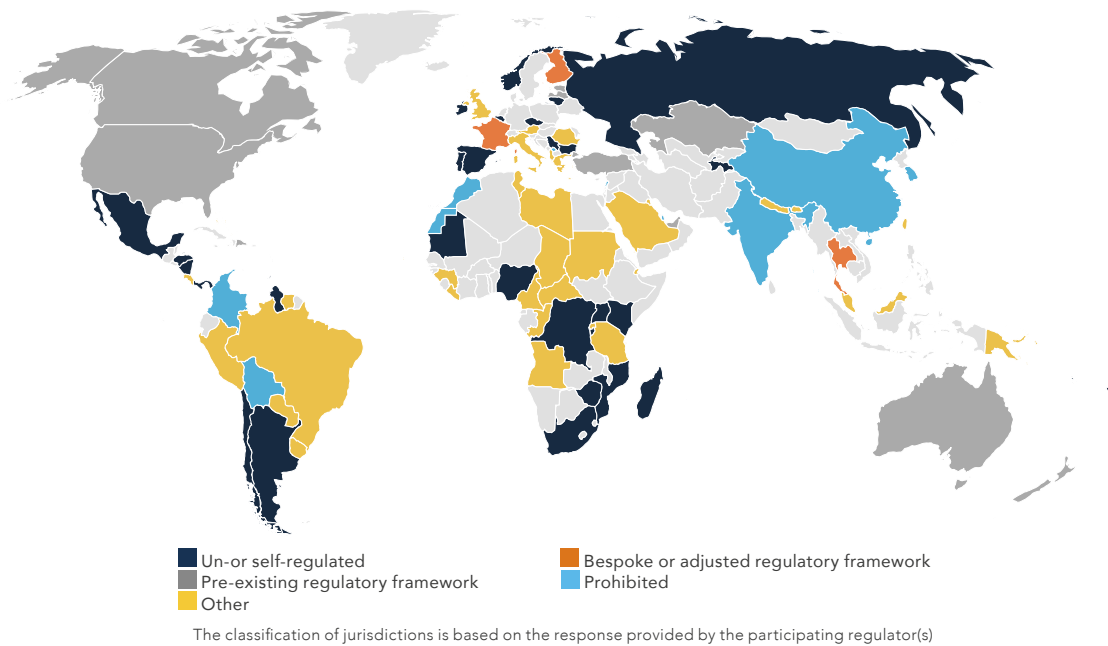 Un-or self-regulated
Pre-existing regulatory framework
Other
Bespoke or adjusted regulatory framework
Prohibited
The classification of jurisdictions is based on the response provided by the participating regulator(s)